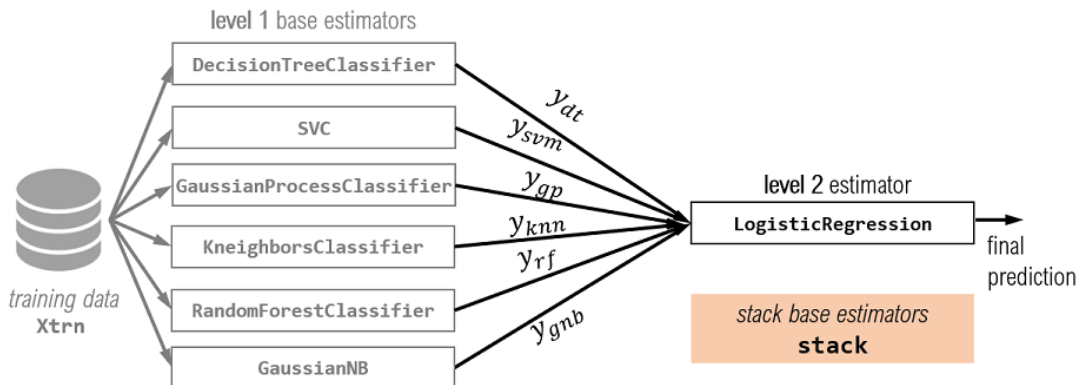 level 1 base estimators
DecisionTreeClassifier
SVC
GaussianProcessClassifier
KneighborsClassifier
RandomForestClassifier
GaussianNB
training data
Xtrn
y_dt
y_svm
y_gp
y_knn
y_rf
y_gnb
level 2 estimator
LogisticRegression
final
prediction
stack base estimators
stack